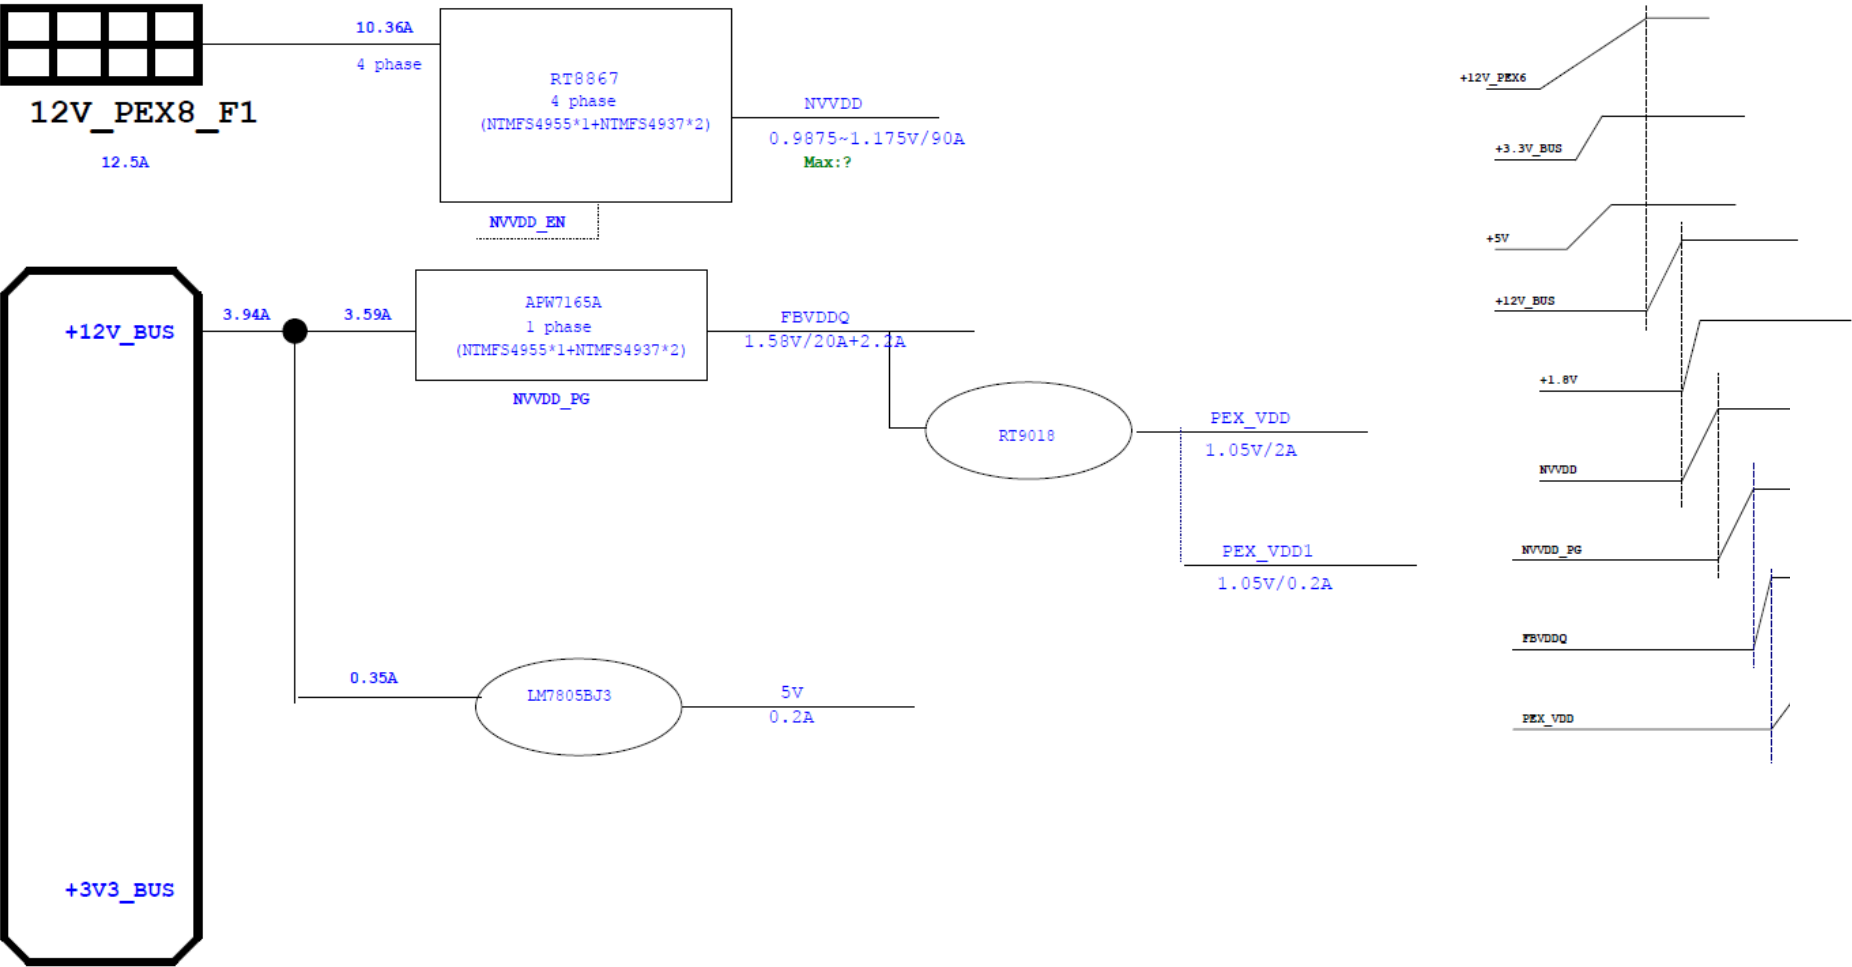 10.36A
4 phase
12V_PEX8_F1
12.5A
RT8867
4 phase
(NTMFS4955*1+NTMFS4937*2)
NVVDD
0.9875~1.175V/90A
Max:?
NVVDD_EN
+12V_BUS
3.94A
3.59A
APW7165A
1 phase
(NTMFS4955*1+NTMFS4937*2)
NVVDD_PG
FBVDDQ
1.58V/20A+2.2A
RT9018
PEX_VDD
1.05V/2A
PEX_VDD1
1.05V/0.2A
0.35A
LM7805BJ3
5V
0.2A
+3V3_BUS
+12V_PEX6
+3.3V_BUS
+5V
+12V_BUS
+1.8V
NVVDD
NVVDD_PG
FBVDDQ
PEX_VDD